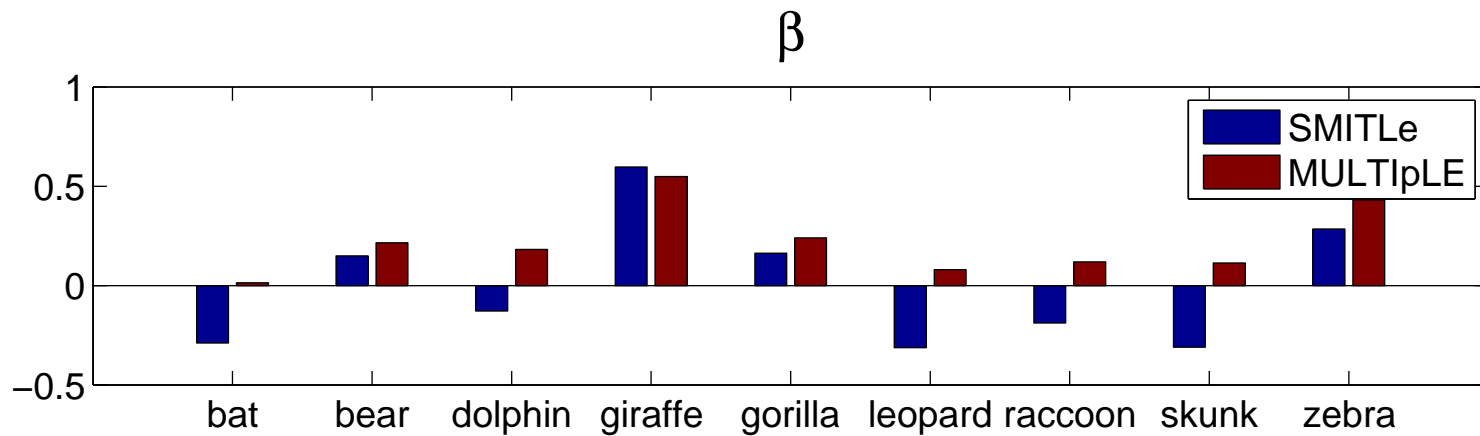 β
1
0.5
0
−0.5
SMITLe
MULTIpLE
bat bear dolphin giraffe gorilla leopard raccoon skunk zebra